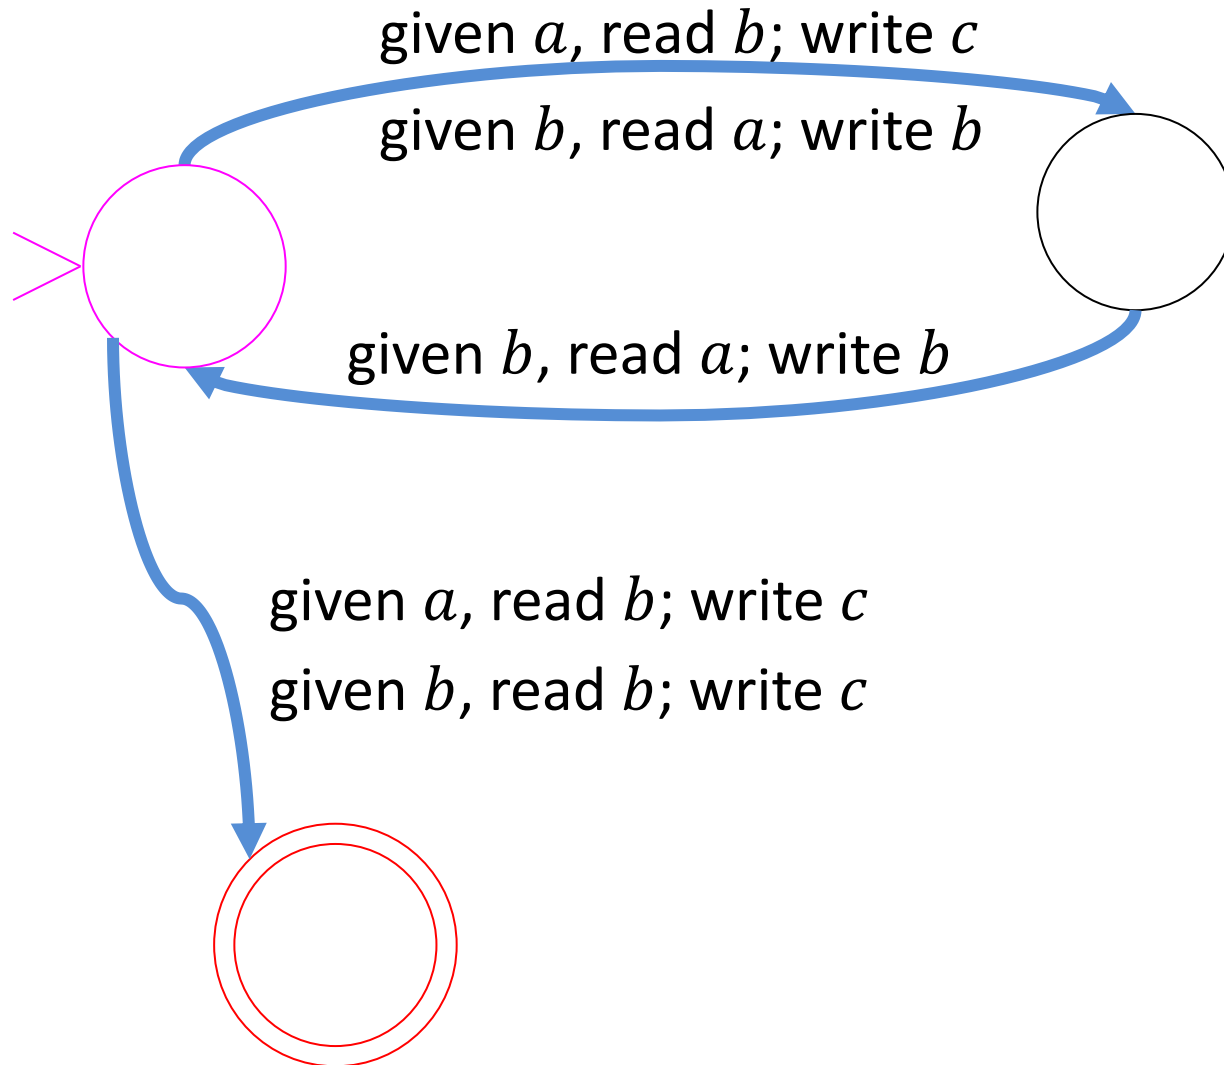 given a, read b; write c
given b, read a; write b
given b, read a; write b
given a, read b; write c
given b, read b; write c